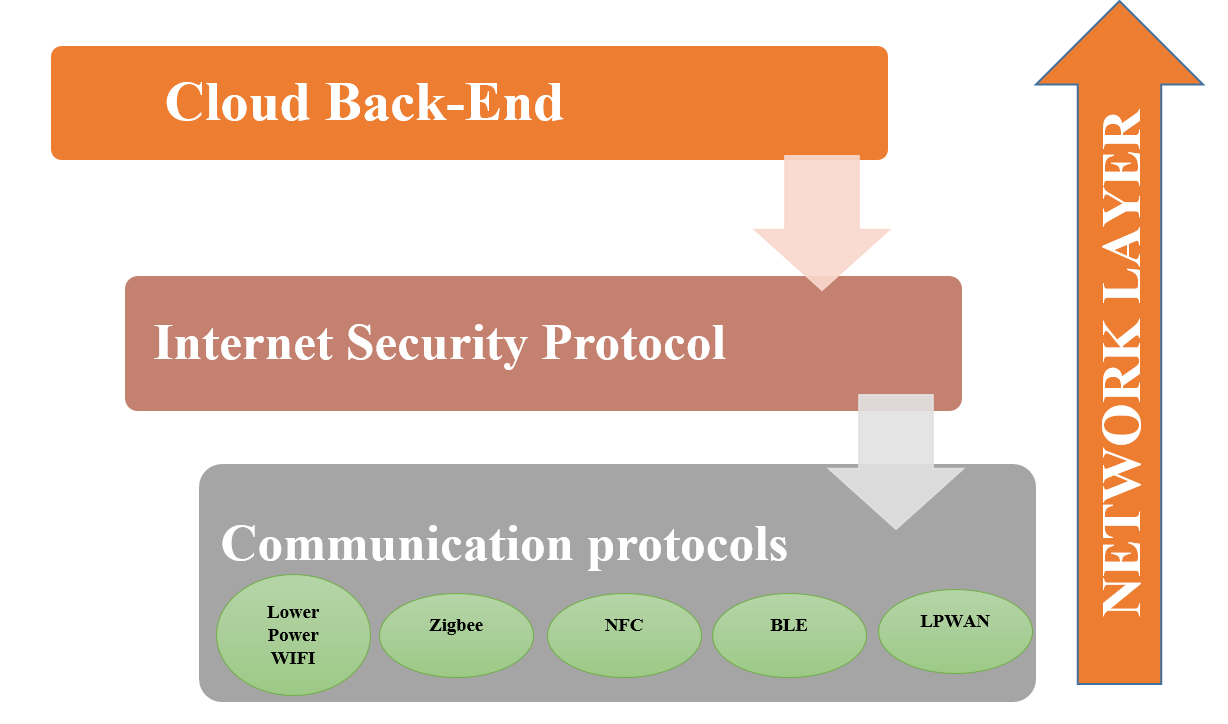 Cloud Back-End
Internet Security Protocol
Communication protocols
Lower
Power
WIFI
Zigbee
NFC
BLE
LPWAN
NETWORK LAYER